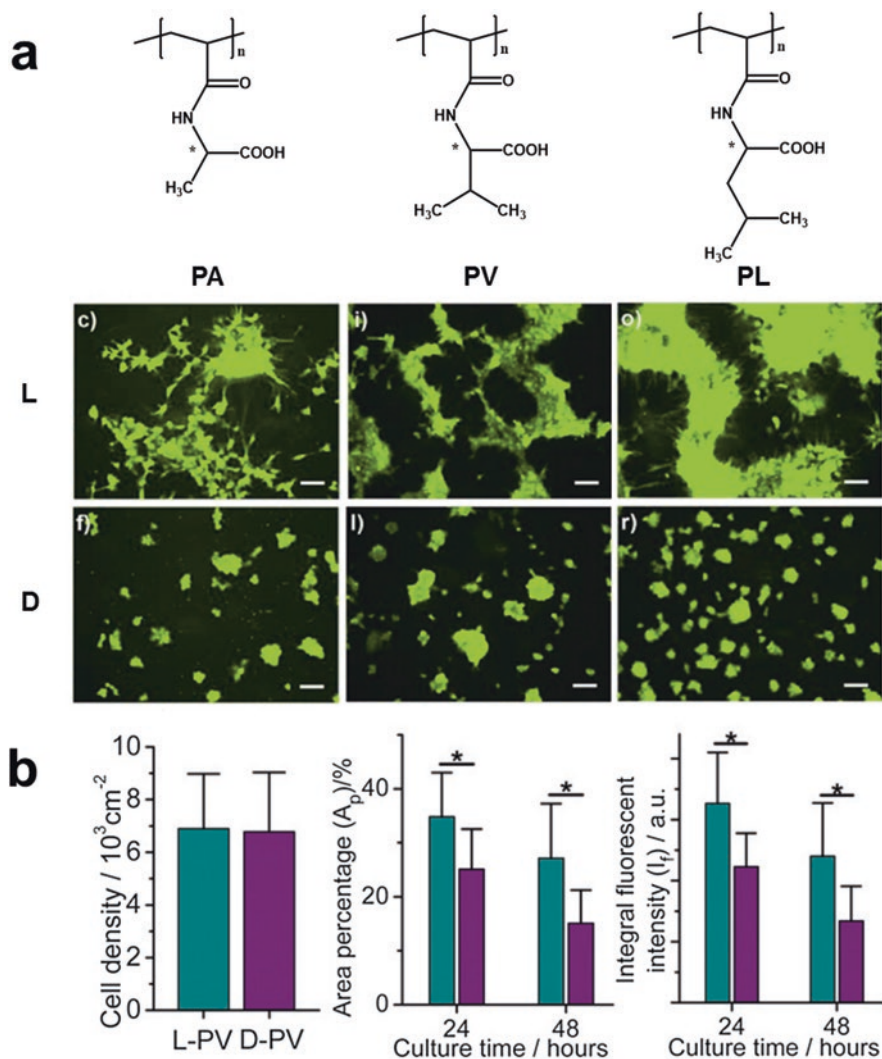 a
n
n
n
O
O
O
HN
HN
HN
*
COOH
*
COOH
*
COOH
H₃C
H₃C
CH₃
CH₃
H₃C
PA
PV
PL
L
c)
i)
o)
D
f)
l)
r)
b
Cell density / 10³cm⁻²
10
8
6
4
2
0
L-PV D-PV
Area percentage (Aₚ)/%
40
20
0
*
*
24
48
Culture time / hours
Integral fluorescent
intensity (I_f) / a.u.
*
*
24
48
Culture time / hours